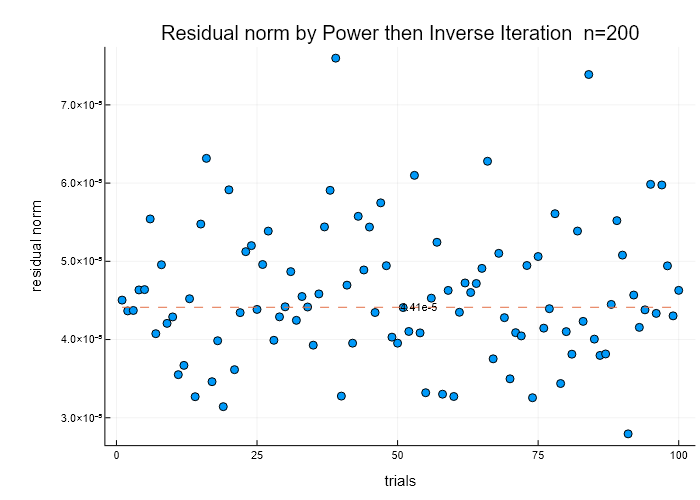 Residual norm by Power then Inverse Iteration n=200
7.0×10⁻⁵
6.0×10⁻⁵
5.0×10⁻⁵
4.0×10⁻⁵
3.0×10⁻⁵
residual norm
4.41e-5
0 25 50 75 100
trials